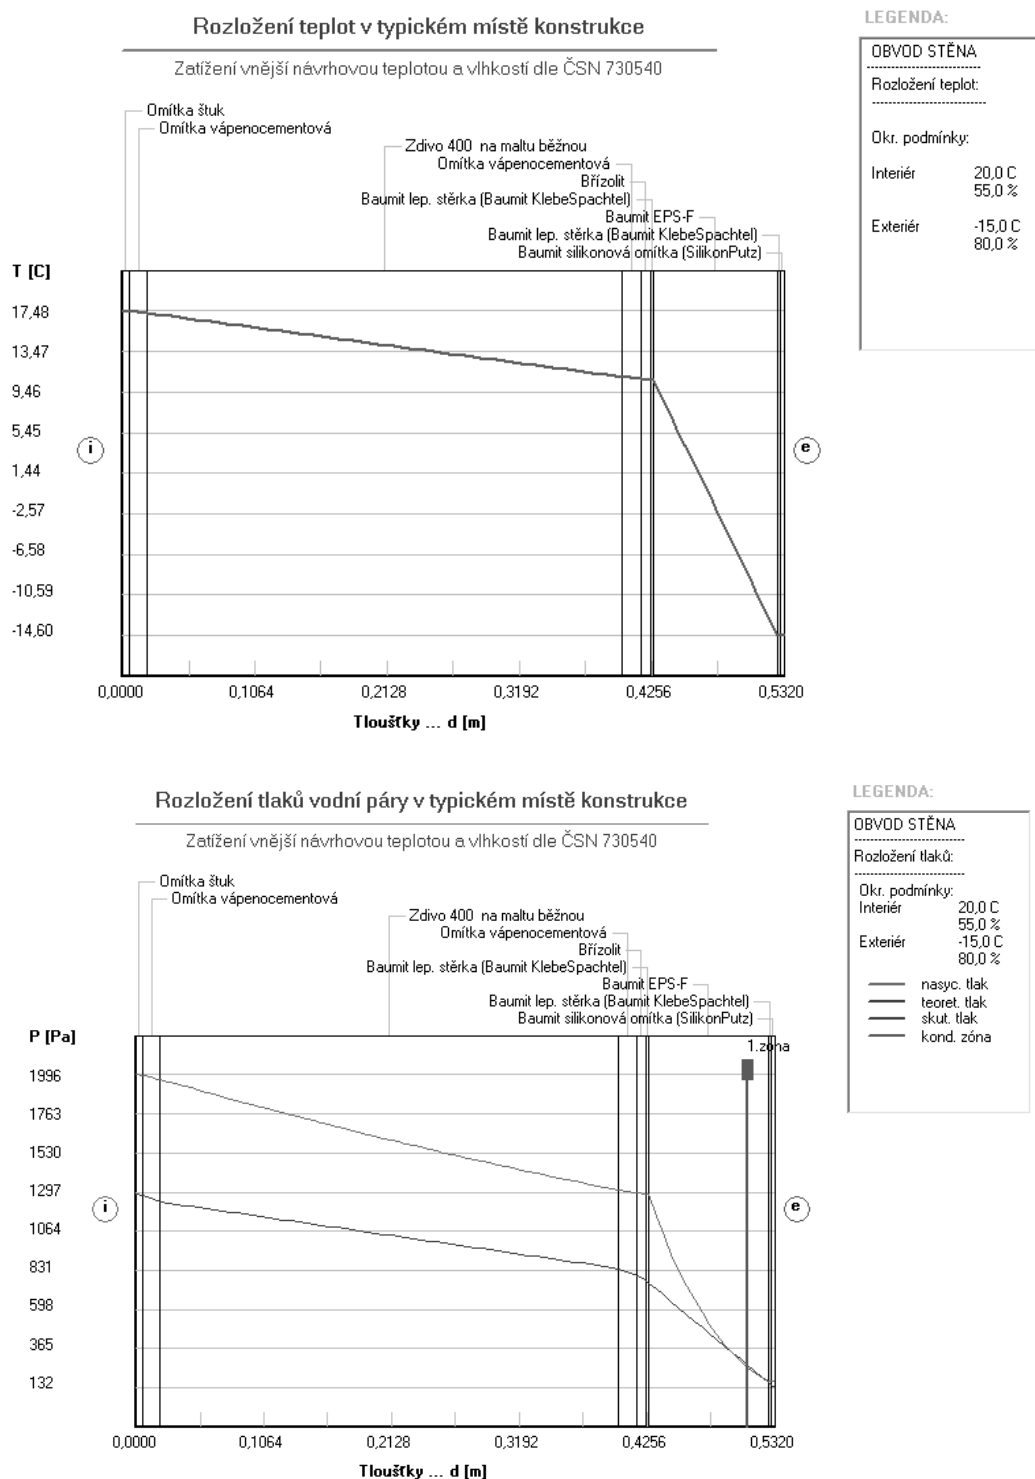 Rozložení teplot v typickém místě konstrukce
Zatížení vnější návrhovou teplotou a vlhkostí dle ČSN 730540
Omítka štuk
Omítka vápenocementová
Zdivo 400 na maltu běžnou
Omítka vápenocementová
Břízolit
Baumit lep. stěrka (Baumit KlebeSpachtel)
Baumit EPS-F
Baumit lep. stěrka (Baumit KlebeSpachtel)
Baumit silikonová omítka (SilikonPutz)
T [C]
17,48
13,47
9,46
5,45
1,44
-2,57
-6,58
-10,59
-14,60
i
e
0,0000 0,1064 0,2128 0,3192 0,4256 0,5320
Tloušťky ... d [m]
LEGENDA:
OBVOD STĚNA
Rozložení teplot:
Okr. podmínky:
Interiér 20,0 C
55,0 %
Exteriér -15,0 C
80,0 %
Rozložení tlaků vodní páry v typickém místě konstrukce
Zatížení vnější návrhovou teplotou a vlhkostí dle ČSN 730540
Omítka štuk
Omítka vápenocementová
Zdivo 400 na maltu běžnou
Omítka vápenocementová
Břízolit
Baumit lep. stěrka (Baumit KlebeSpachtel)
Baumit EPS-F
Baumit lep. stěrka (Baumit KlebeSpachtel)
Baumit silikonová omítka (SilikonPutz)
P [Pa]
1.zóna
1996
1763
1530
1297
1064
831
598
365
132
i
e
0,0000 0,1064 0,2128 0,3192 0,4256 0,5320
Tloušťky ... d [m]
LEGENDA:
OBVOD STĚNA
Rozložení tlaků:
Okr. podmínky:
Interiér 20,0 C
55,0 %
Exteriér -15,0 C
80,0 %
nasyc. tlak
teoret. tlak
skut. tlak
kond. zóna